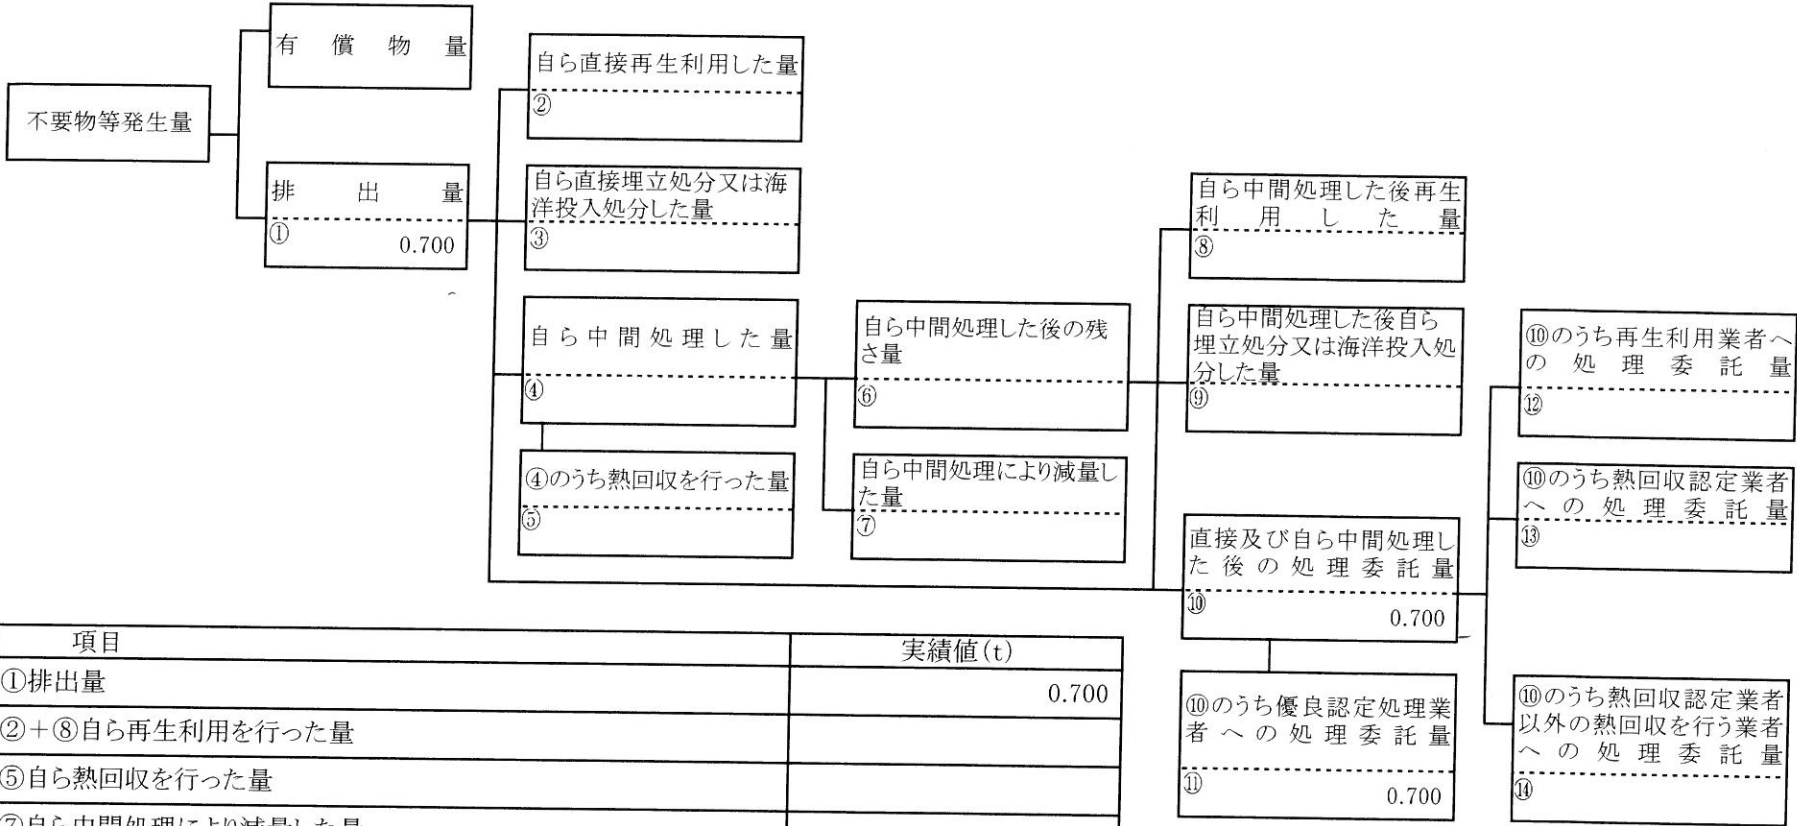 不要物等発生量
有償物量
排出量
①
0.700
自ら直接再生利用した量
②
自ら直接埋立処分又は海
洋投入処分した量
③
自ら中間処理した量
④
④のうち熱回収を行った量
⑤
自ら中間処理した後の残
さ量
⑥
自ら中間処理により減量し
た量
⑦
自ら中間処理した後再生
利用した量
⑧
自ら中間処理した後自ら
埋立処分又は海洋投入処
分した量
⑨
直接及び自ら中間処理し
た後の処理委託量
⑩
0.700
⑩のうち優良認定処理業
者への処理委託量
⑪
0.700
⑩のうち再生利用業者へ
の処理委託量
⑫
⑩のうち熱回収認定業者
への処理委託量
⑬
⑩のうち熱回収認定業者
以外の熱回収を行う業者
への処理委託量
⑭
項目 実績値(t)
①排出量 0.700
②+⑧自ら再生利用を行った量
⑤自ら熱回収を行った量
⑦自ら中間処理により減量した量